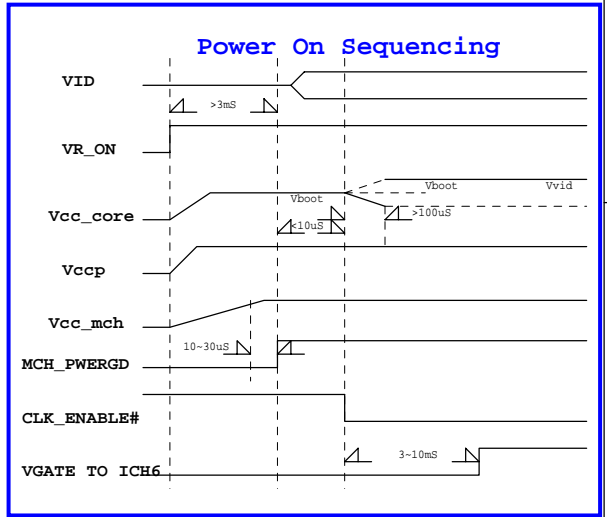 Power On Sequencing
VID
>3mS
VR_ON
Vboot Vvid
Vboot
Vcc_core
>100uS
<10uS
Vccp
Vcc_mch
10~30uS
MCH_PWERGD
CLK_ENABLE#
3~10mS
VGATE TO ICH6